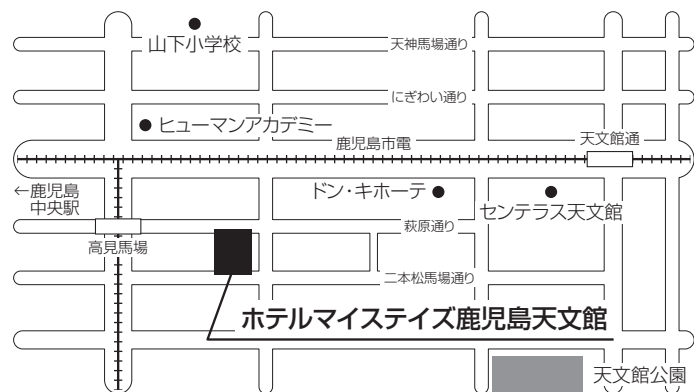 山下小学校
天神馬場通り
にぎわい通り
ヒューマンアカデミー
鹿児島市電
天文館通
←鹿児島
中央駅
ドン・キホーテ
センテラス天文館
高見馬場
萩原通り
二本松馬場通り
ホテルマイステイズ鹿児島天文館
天文館公園